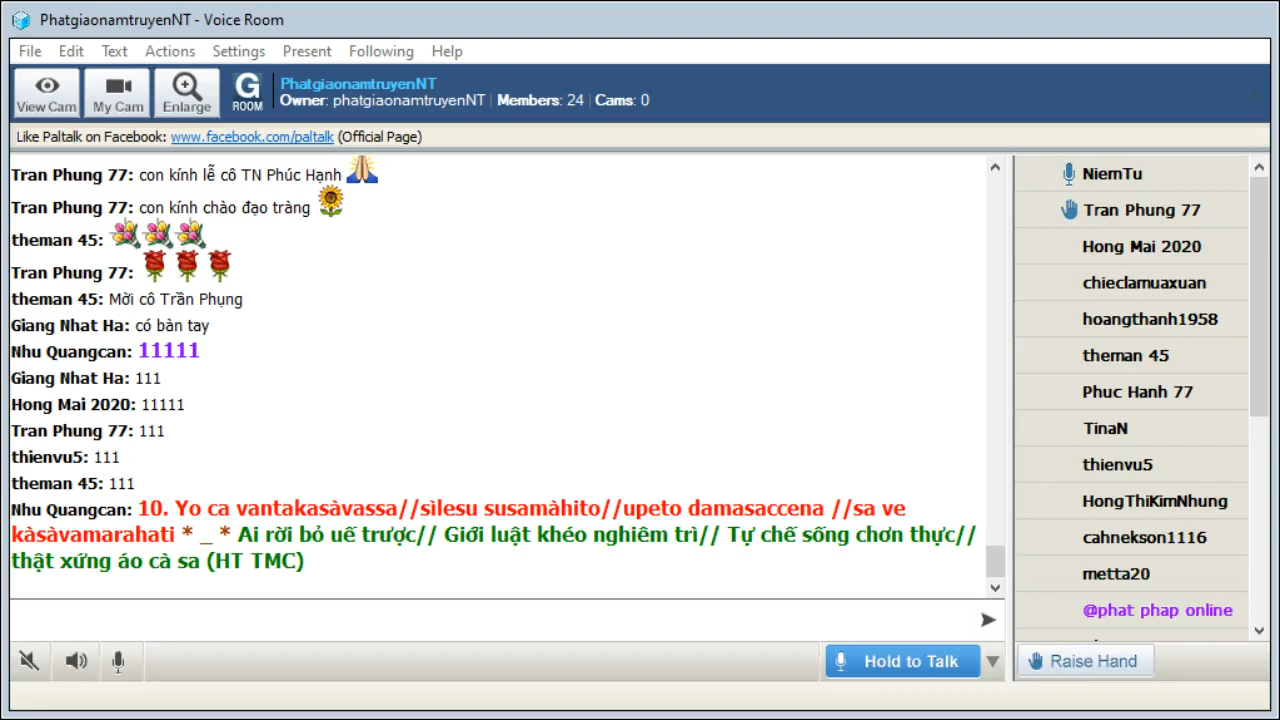 PhatgiaonamtruyenNT - Voice Room
File Edit Text Actions Settings Present Following Help
View Cam My Cam Enlarge G ROOM
PhatgiaonamtruyenNT
Owner: phatgiaonamtruyenNT | Members: 24 | Cams: 0
Like Paltalk on Facebook: www.facebook.com/paltalk (Official Page)
Tran Phung 77: con kính lễ cô TN Phúc Hạnh
Tran Phung 77: con kính chào đạo tràng
theman 45:
Tran Phung 77:
theman 45: Mời cô Trần Phụng
Giang Nhat Ha: có bàn tay
Nhu Quangcan: 11111
Giang Nhat Ha: 111
Hong Mai 2020: 11111
Tran Phung 77: 111
thienvu5: 111
theman 45: 111
Nhu Quangcan: 10. Yo ca vantakasàvassa//sìlesu susamàhito//upeto damasaccena //sa ve
kàsàvamarahati * _ * Ai rời bỏ uế trược// Giới luật khéo nghiêm trì// Tự chế sống chơn thực//
thật xứng áo cà sa (HT TMC)
NiemTu
Tran Phung 77
Hong Mai 2020
chieclamuaxuan
hoangthanh1958
theman 45
Phuc Hanh 77
TinaN
thienvu5
HongThiKimNhung
cahnekson1116
metta20
@phat phap online
Hold to Talk
Raise Hand